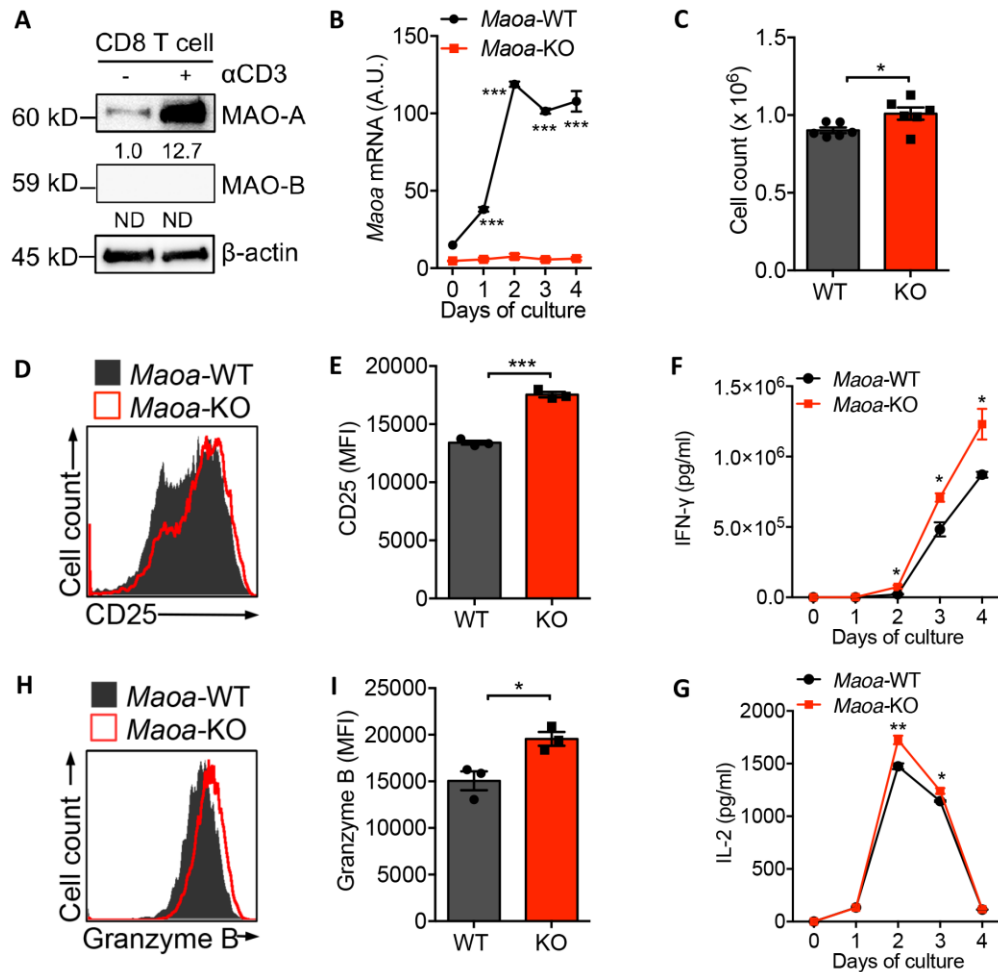 A
CD8 T cell
- + αCD3
60 kD MAO-A
1.0 12.7
59 kD MAO-B
ND ND
45 kD β-actin
B
Maoa-WT
Maoa-KO
Maoa mRNA (A.U.)
150
100
50
0
***
***
***
***
0 1 2 3 4
Days of culture
C
Cell count (x 10⁶)
1.5
1.0
0.5
0.0
*
WT KO
D
Maoa-WT
Maoa-KO
Cell count
CD25
E
CD25 (MFI)
20000
15000
10000
5000
0
***
WT KO
F
Maoa-WT
Maoa-KO
IFN-γ (pg/ml)
1.5×10⁶
1.0×10⁶
5.0×10⁵
0.0
*
*
*
0 1 2 3 4
Days of culture
H
Maoa-WT
Maoa-KO
Cell count
Granzyme B
I
Granzyme B (MFI)
25000
20000
15000
10000
5000
0
*
WT KO
G
Maoa-WT
Maoa-KO
IL-2 (pg/ml)
2000
1500
1000
500
0
**
*
0 1 2 3 4
Days of culture